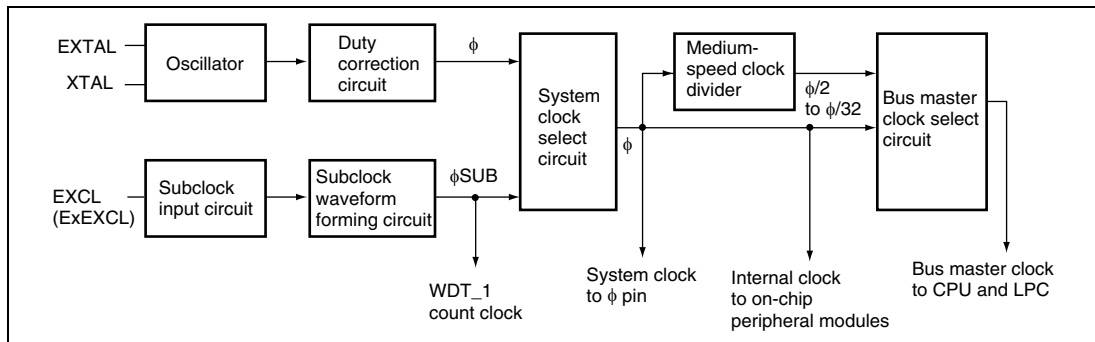 EXTAL
XTAL
Oscillator
Duty
correction
circuit
ϕ
System
clock
select
circuit
ϕ
Medium-
speed clock
divider
ϕ/2
to ϕ/32
Bus master
clock select
circuit
EXCL
(ExEXCL)
Subclock
input circuit
Subclock
waveform
forming circuit
ϕSUB
WDT_1
count clock
System clock
to ϕ pin
Internal clock
to on-chip
peripheral modules
Bus master clock
to CPU and LPC